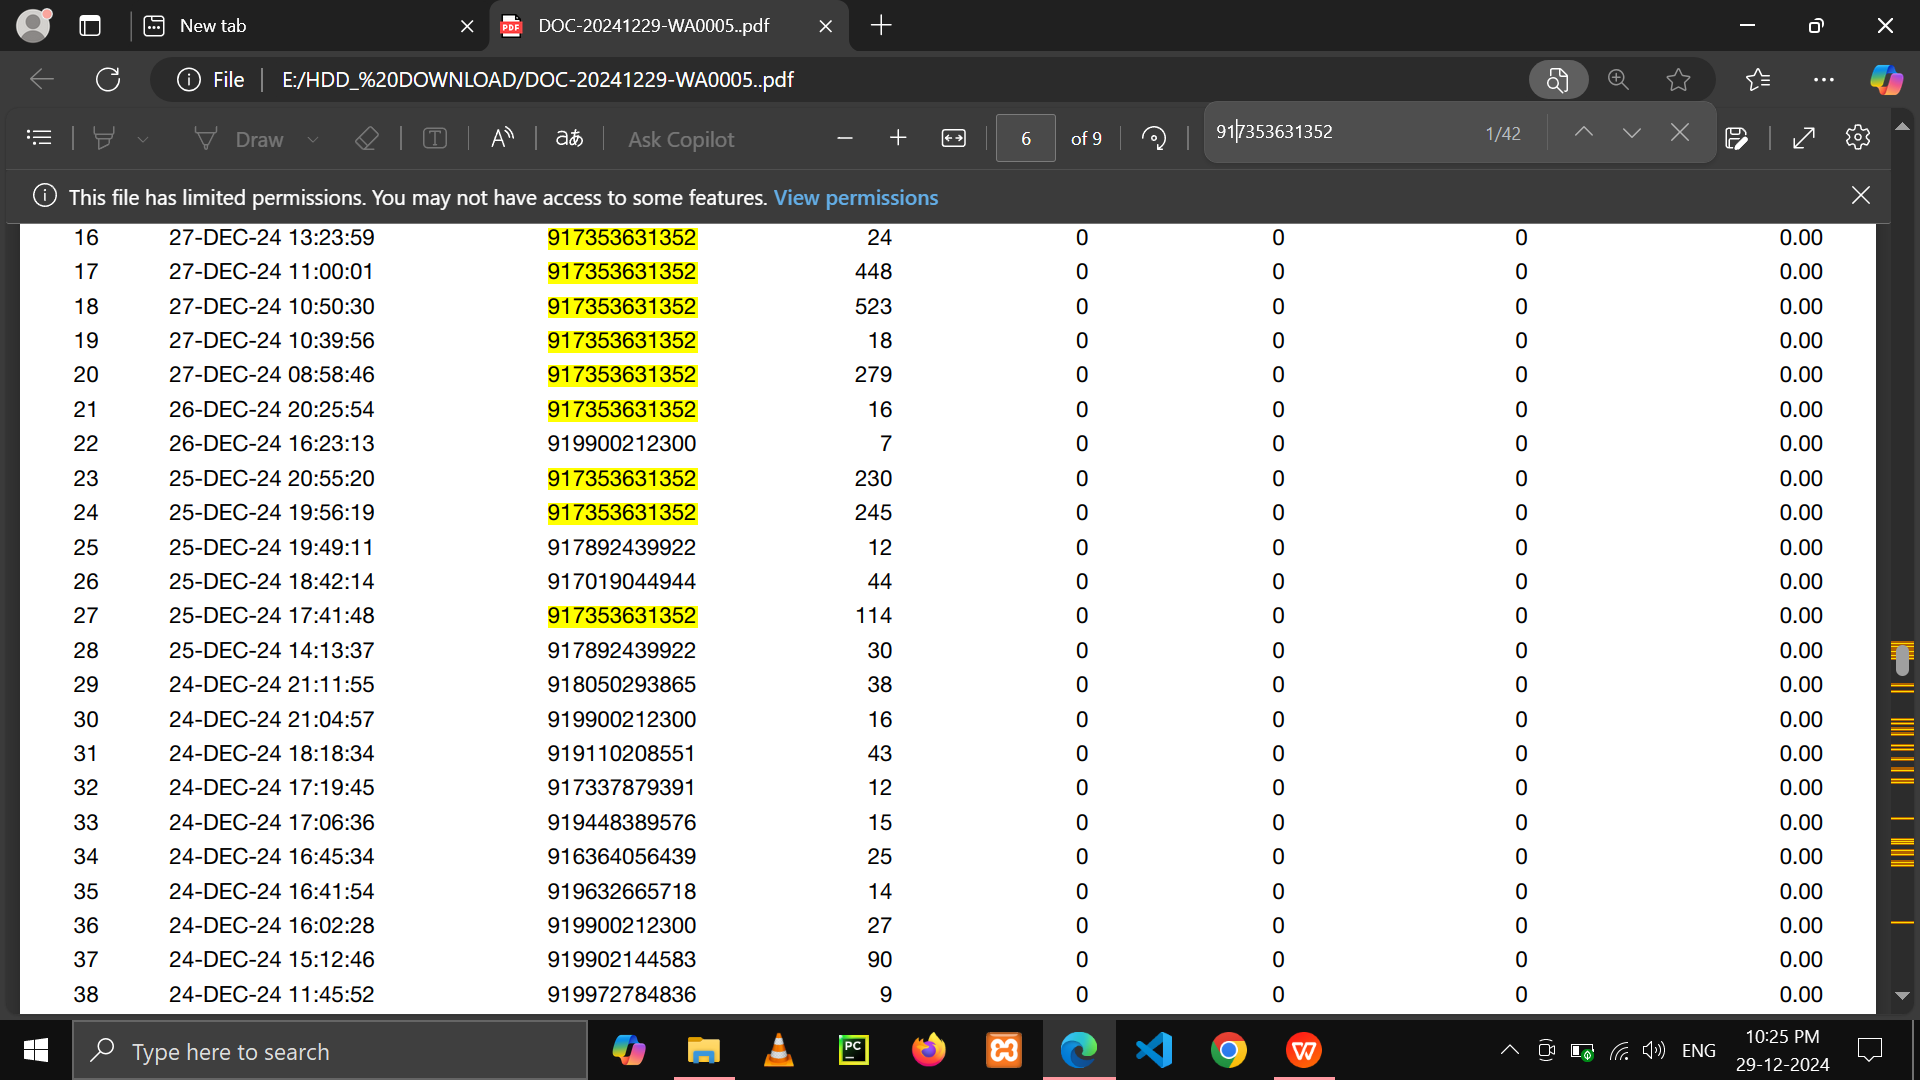 New tab
DOC-20241229-WA0005..pdf
File E:/HDD_%20DOWNLOAD/DOC-20241229-WA0005..pdf
Draw T A aあ Ask Copilot 6 of 9 917353631352 1/42
This file has limited permissions. You may not have access to some features. View permissions
16 27-DEC-24 13:23:59 917353631352 24 0 0 0 0.00
17 27-DEC-24 11:00:01 917353631352 448 0 0 0 0.00
18 27-DEC-24 10:50:30 917353631352 523 0 0 0 0.00
19 27-DEC-24 10:39:56 917353631352 18 0 0 0 0.00
20 27-DEC-24 08:58:46 917353631352 279 0 0 0 0.00
21 26-DEC-24 20:25:54 917353631352 16 0 0 0 0.00
22 26-DEC-24 16:23:13 919900212300 7 0 0 0 0.00
23 25-DEC-24 20:55:20 917353631352 230 0 0 0 0.00
24 25-DEC-24 19:56:19 917353631352 245 0 0 0 0.00
25 25-DEC-24 19:49:11 917892439922 12 0 0 0 0.00
26 25-DEC-24 18:42:14 917019044944 44 0 0 0 0.00
27 25-DEC-24 17:41:48 917353631352 114 0 0 0 0.00
28 25-DEC-24 14:13:37 917892439922 30 0 0 0 0.00
29 24-DEC-24 21:11:55 918050293865 38 0 0 0 0.00
30 24-DEC-24 21:04:57 919900212300 16 0 0 0 0.00
31 24-DEC-24 18:18:34 919110208551 43 0 0 0 0.00
32 24-DEC-24 17:19:45 917337879391 12 0 0 0 0.00
33 24-DEC-24 17:06:36 919448389576 15 0 0 0 0.00
34 24-DEC-24 16:45:34 916364056439 25 0 0 0 0.00
35 24-DEC-24 16:41:54 919632665718 14 0 0 0 0.00
36 24-DEC-24 16:02:28 919900212300 27 0 0 0 0.00
37 24-DEC-24 15:12:46 919902144583 90 0 0 0 0.00
38 24-DEC-24 11:45:52 919972784836 9 0 0 0 0.00
Type here to search PC ENG 10:25 PM
29-12-2024